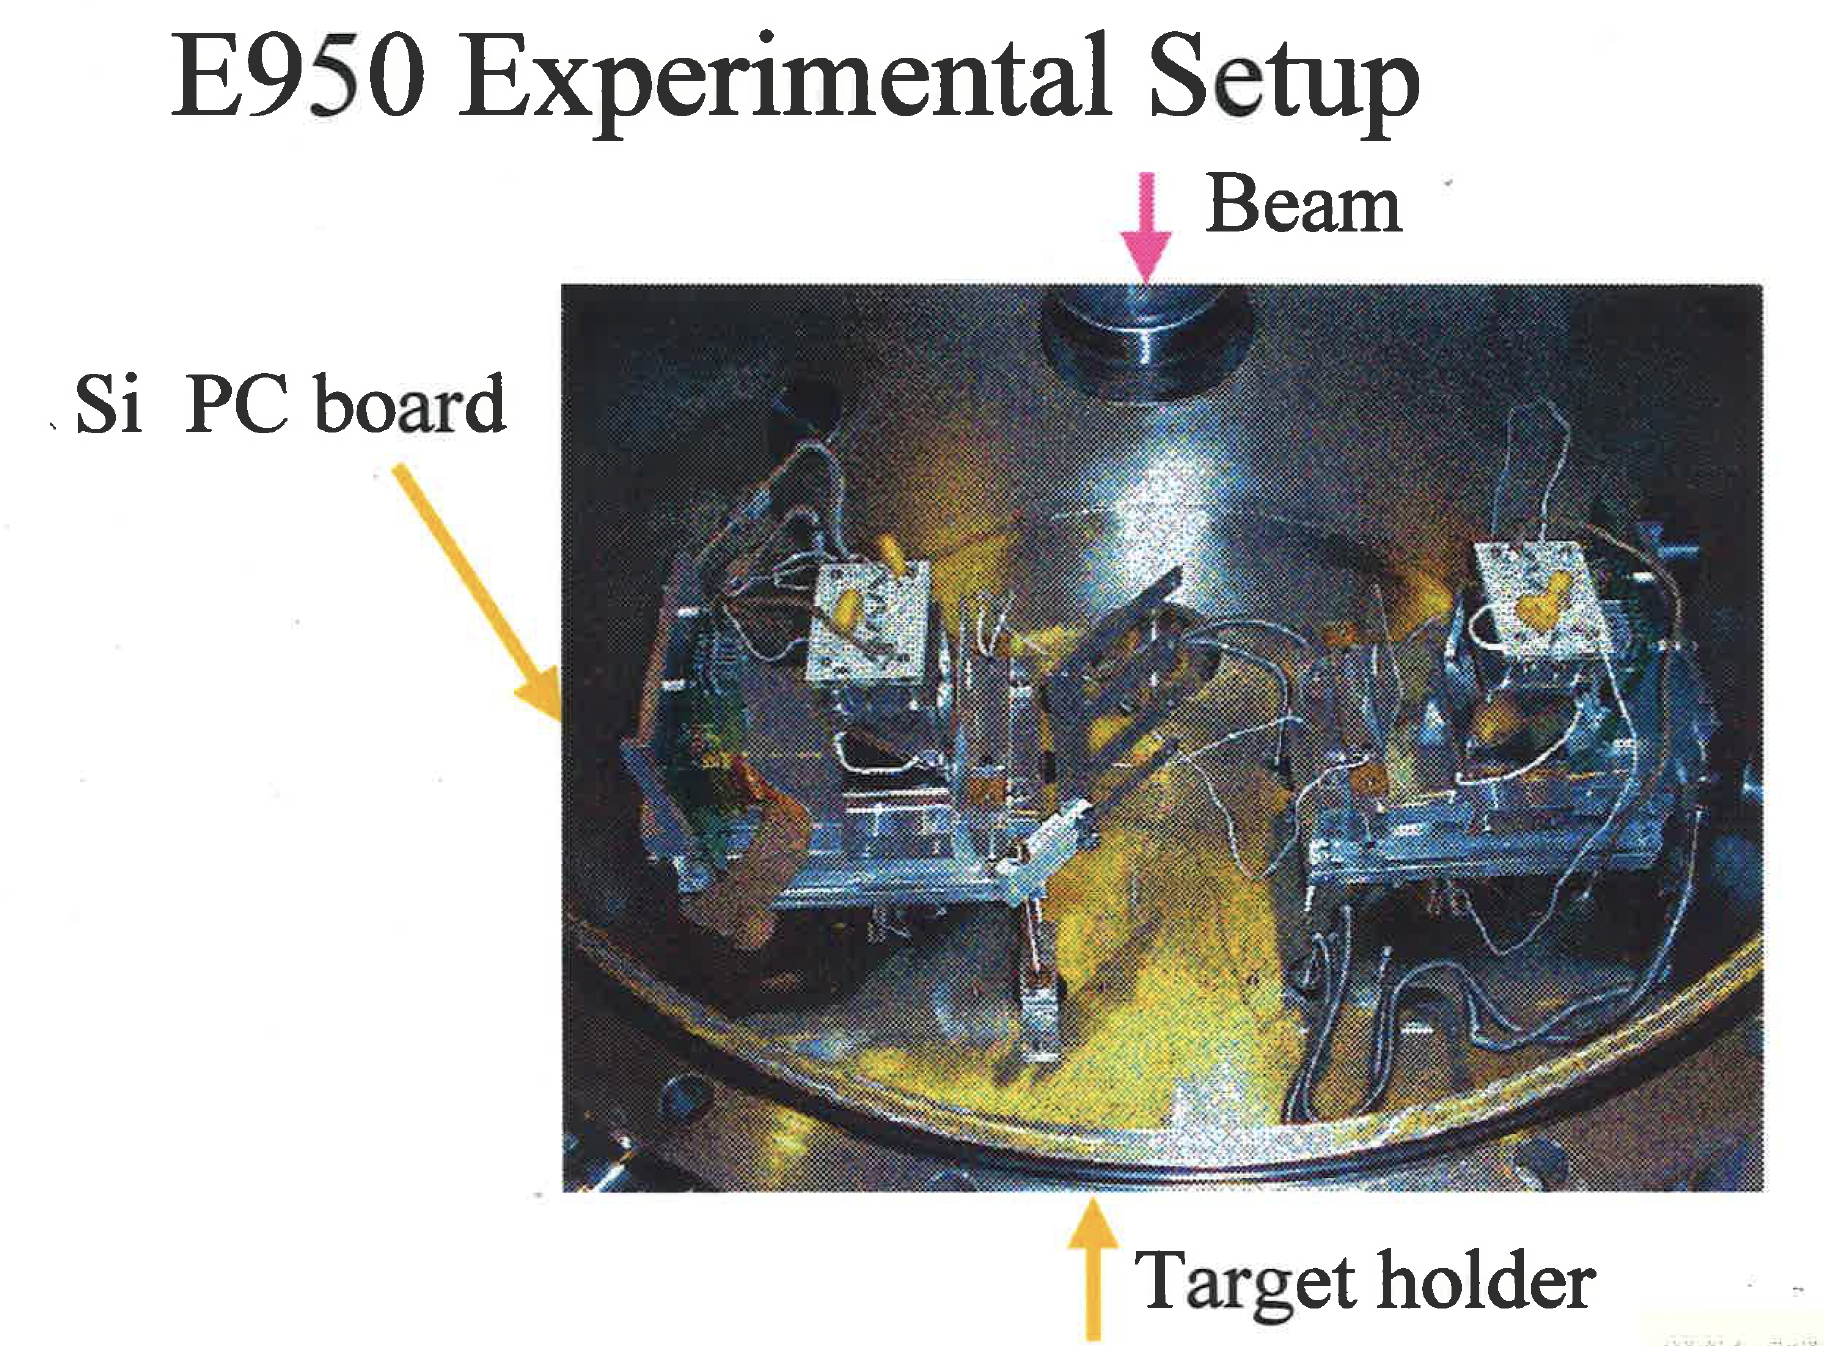 E950 Experimental Setup
Beam
Si PC board
Target holder